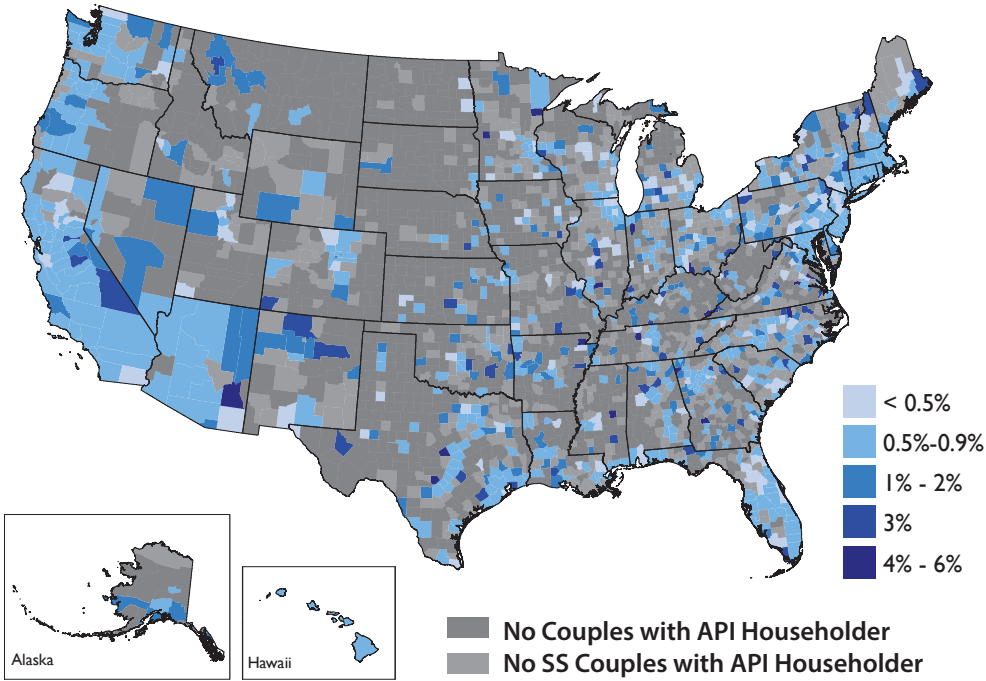 < 0.5%
0.5%-0.9%
1% - 2%
3%
4% - 6%
Alaska
Hawaii
No Couples with API Householder
No SS Couples with API Householder